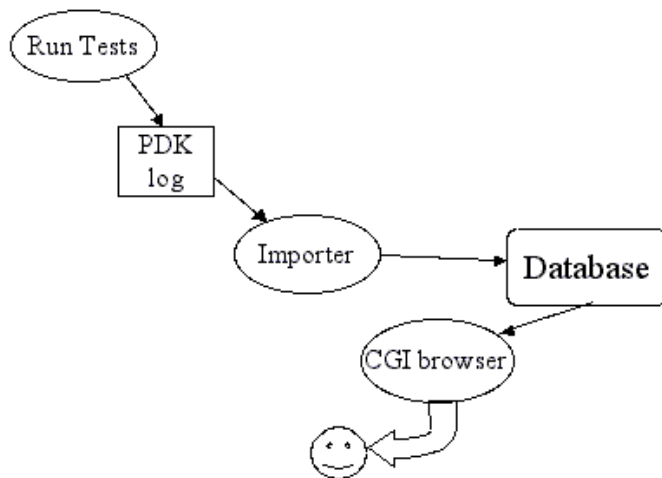 Run Tests
PDK
log
Importer
Database
CGI browser